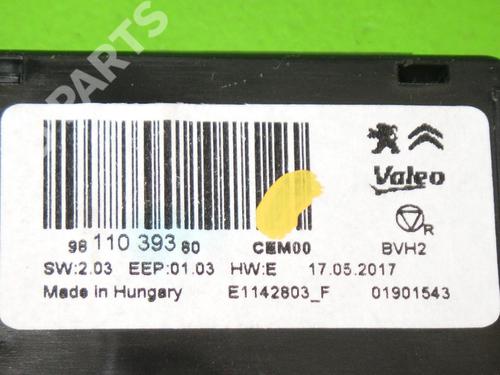 PARTS
Valeo
R
98 110 393 80 CEM00 BVH2
SW:2.03 EEP:01.03 HW:E 17.05.2017
Made in Hungary E1142803_F 01901543